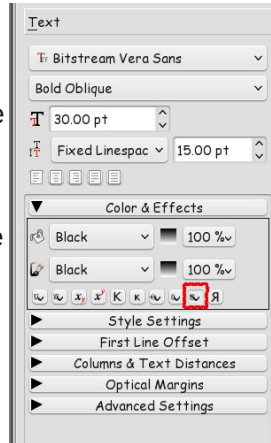 Text
Tr Bitstream Vera Sans
Bold Oblique
T 30.00 pt
T Fixed Linespac 15.00 pt
Color & Effects
Black 100 %
Black 100 %
x, x^y K K Я
Style Settings
First Line Offset
Columns & Text Distances
Optical Margins
Advanced Settings